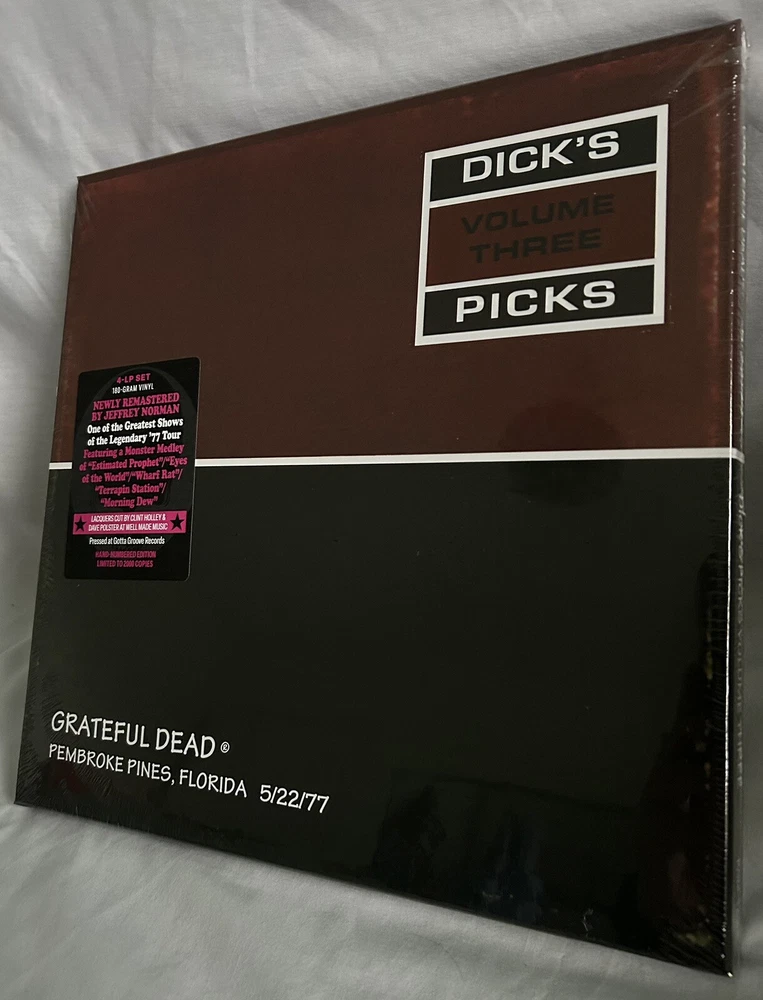 DICK'S
VOLUME
THREE
PICKS
4-LP SET
180-GRAM VINYL
NEWLY REMASTERED
BY JEFFREY NORMAN
One of the Greatest Shows
of the Legendary '77 Tour
Featuring a Monster Medley
of "Estimated Prophet"/"Eyes
of the World"/"Wharf Rat"/
"Terrapin Station"/
"Morning Dew"
LACQUERS CUT BY CLINT HOLLEY &
DAVE POLSTER AT WELL MADE MUSIC
Pressed at Gotta Groove Records
HAND-NUMBERED EDITION
LIMITED TO 2000 COPIES
GRATEFUL DEAD ®
PEMBROKE PINES, FLORIDA 5/22/77